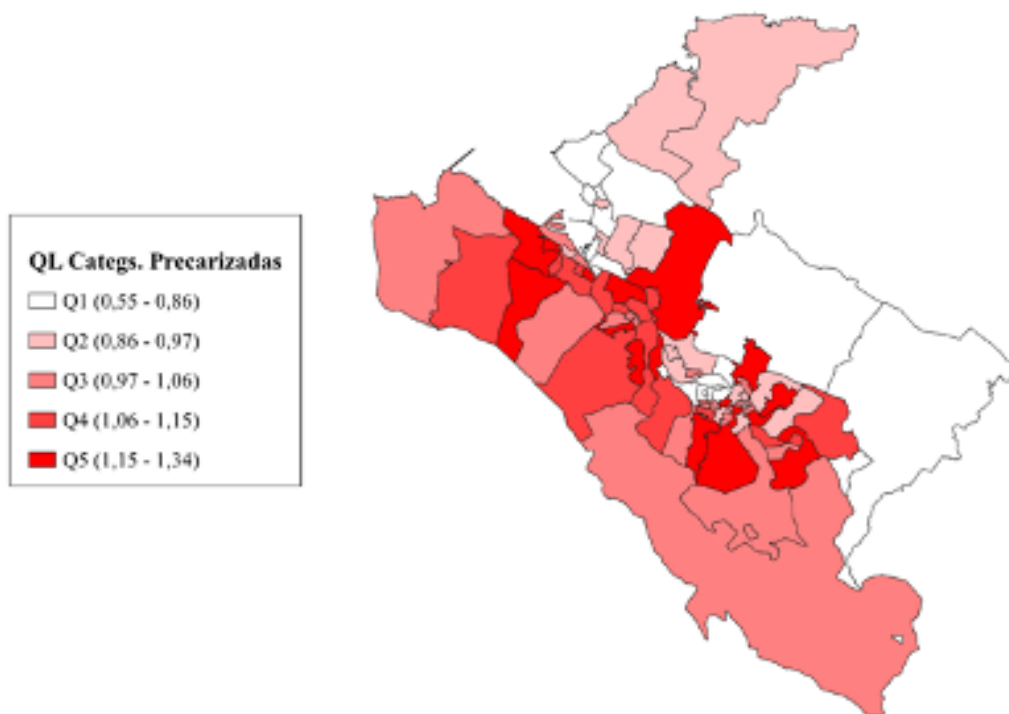 QL Categs. Precarizadas
Q1 (0,55 - 0,86)
Q2 (0,86 - 0,97)
Q3 (0,97 - 1,06)
Q4 (1,06 - 1,15)
Q5 (1,15 - 1,34)